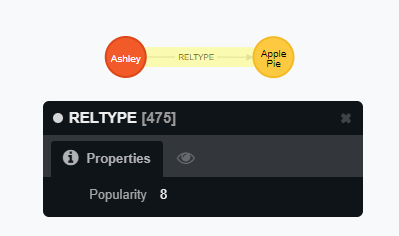 Ashley
RELTYPE
Apple
Pie
RELTYPE [475]
Properties
Popularity 8